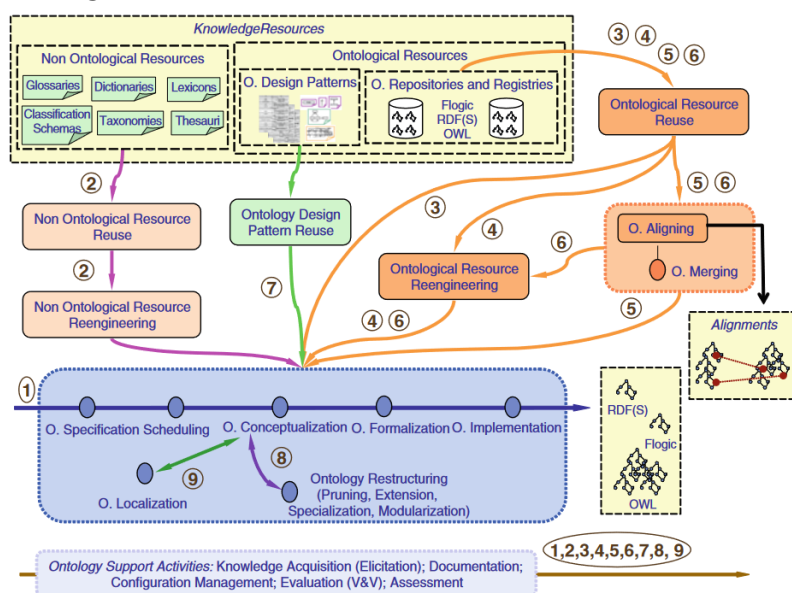 KnowledgeResources
Non Ontological Resources
Glossaries
Dictionaries
Lexicons
Classification
Schemas
Taxonomies
Thesauri
Ontological Resources
O. Design Patterns
O. Repositories and Registries
Flogic
RDF(S)
OWL
3 4
5 6
Ontological Resource
Reuse
2
3
5 6
Non Ontological Resource
Reuse
Ontology Design
Pattern Reuse
4
6
O. Aligning
O. Merging
2
7
Ontological Resource
Reengineering
Non Ontological Resource
Reengineering
4 6
5
Alignments
1
O. Specification Scheduling
O. Conceptualization
O. Formalization
O. Implementation
RDF(S)
Flogic
OWL
9
8
O. Localization
Ontology Restructuring
(Pruning, Extension,
Specialization, Modularization)
1,2,3,4,5,6,7,8, 9
Ontology Support Activities: Knowledge Acquisition (Elicitation); Documentation;
Configuration Management; Evaluation (V&V); Assessment